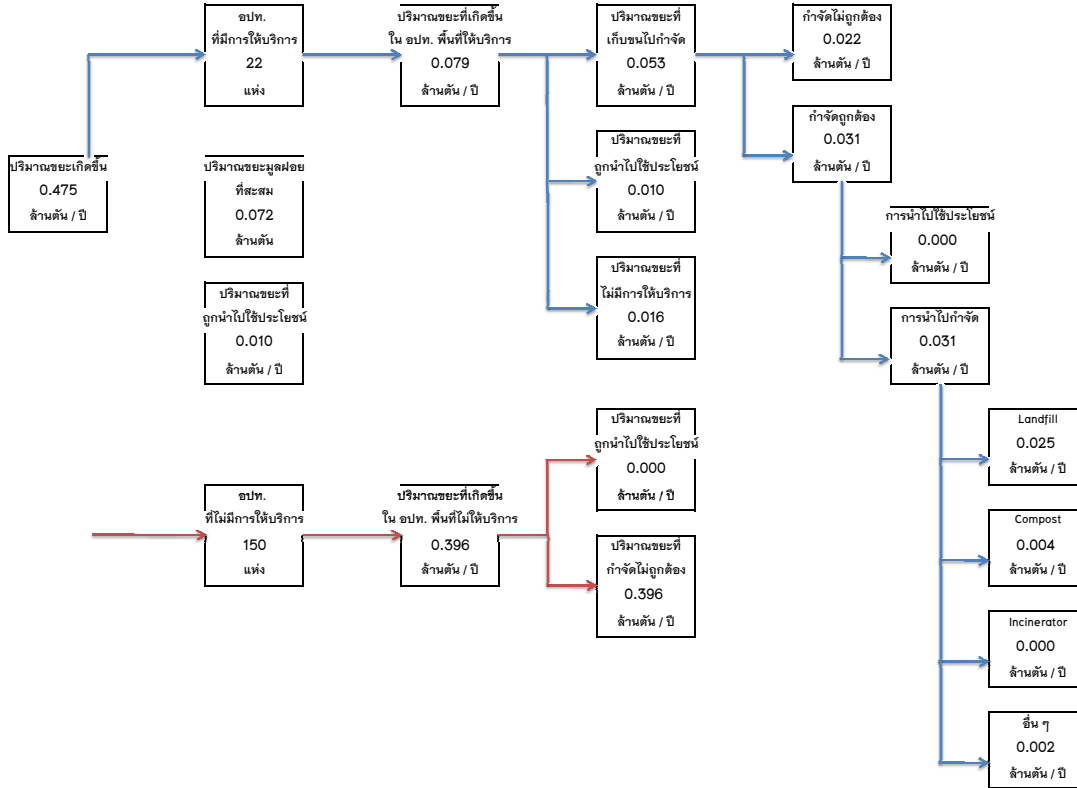 อปท.
ที่มีการให้บริการ
22
แห่ง
ปริมาณขยะที่เกิดขึ้น
ใน อปท. พื้นที่ให้บริการ
0.079
ล้านตัน / ปี
ปริมาณขยะที่
เก็บขนไปกำจัด
0.053
ล้านตัน / ปี
กำจัดไม่ถูกต้อง
0.022
ล้านตัน / ปี
กำจัดถูกต้อง
0.031
ล้านตัน / ปี
ปริมาณขยะเกิดขึ้น
0.475
ล้านตัน / ปี
ปริมาณขยะมูลฝอย
ที่สะสม
0.072
ล้านตัน
ปริมาณขยะที่
ถูกนำไปใช้ประโยชน์
0.010
ล้านตัน / ปี
การนำไปใช้ประโยชน์
0.000
ล้านตัน / ปี
ปริมาณขยะที่
ถูกนำไปใช้ประโยชน์
0.010
ล้านตัน / ปี
ปริมาณขยะที่
ไม่มีการให้บริการ
0.016
ล้านตัน / ปี
การนำไปกำจัด
0.031
ล้านตัน / ปี
ปริมาณขยะที่
ถูกนำไปใช้ประโยชน์
0.000
ล้านตัน / ปี
Landfill
0.025
ล้านตัน / ปี
อปท.
ที่ไม่มีการให้บริการ
150
แห่ง
ปริมาณขยะที่เกิดขึ้น
ใน อปท. พื้นที่ไม่ให้บริการ
0.396
ล้านตัน / ปี
ปริมาณขยะที่
กำจัดไม่ถูกต้อง
0.396
ล้านตัน / ปี
Compost
0.004
ล้านตัน / ปี
Incinerator
0.000
ล้านตัน / ปี
อื่น ๆ
0.002
ล้านตัน / ปี